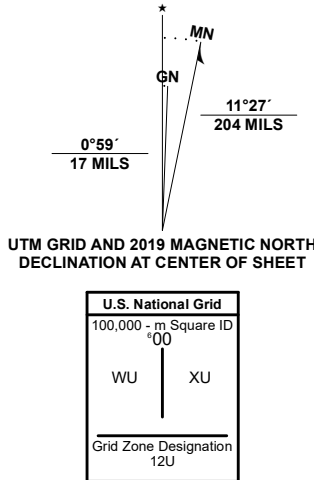 ★
MN
GN
0°59´
17 MILS
11°27´
204 MILS
UTM GRID AND 2019 MAGNETIC NORTH
DECLINATION AT CENTER OF SHEET
U.S. National Grid
100,000 - m Square ID
⁶00
WU XU
Grid Zone Designation
12U